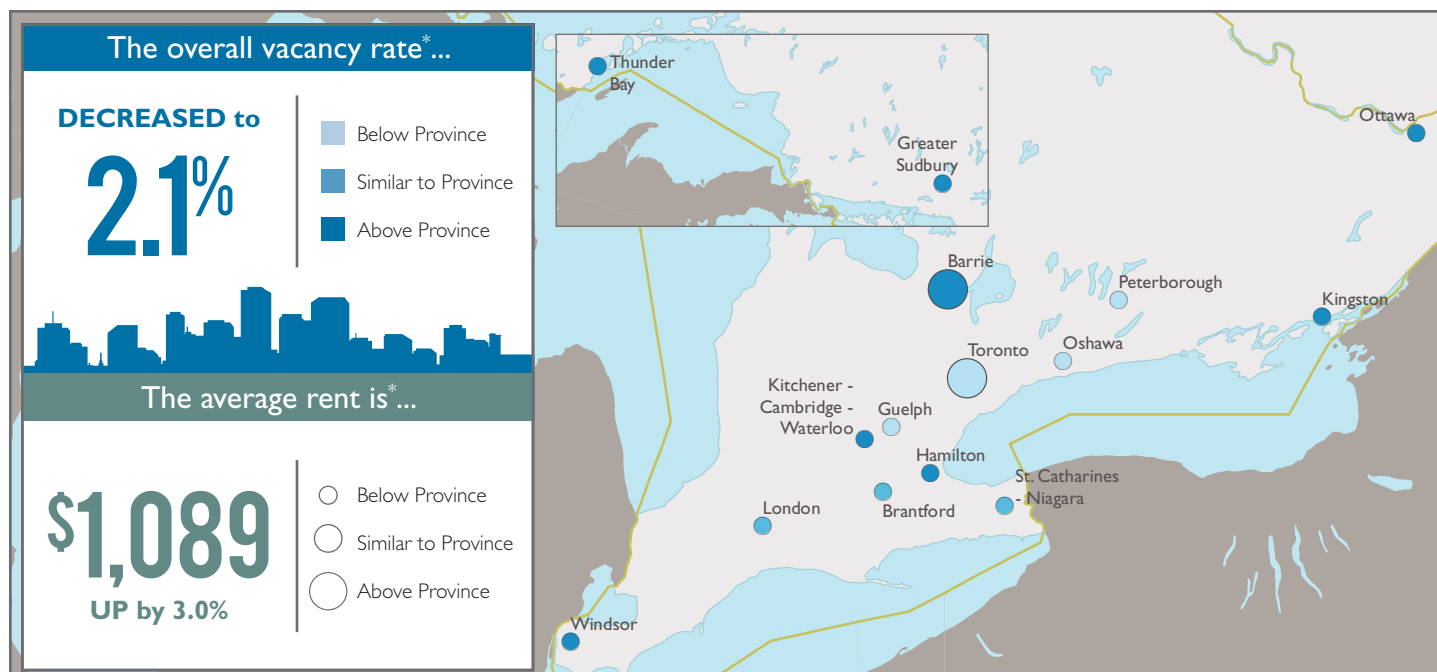 The overall vacancy rate*...
DECREASED to
2.1%
Below Province
Similar to Province
Above Province
The average rent is*...
$1,089
UP by 3.0%
Below Province
Similar to Province
Above Province
Thunder
Bay
Greater
Sudbury
Ottawa
Barrie
Peterborough
Kingston
Toronto
Oshawa
Kitchener -
Cambridge -
Waterloo
Guelph
Hamilton
St. Catharines
- Niagara
London
Brantford
Windsor